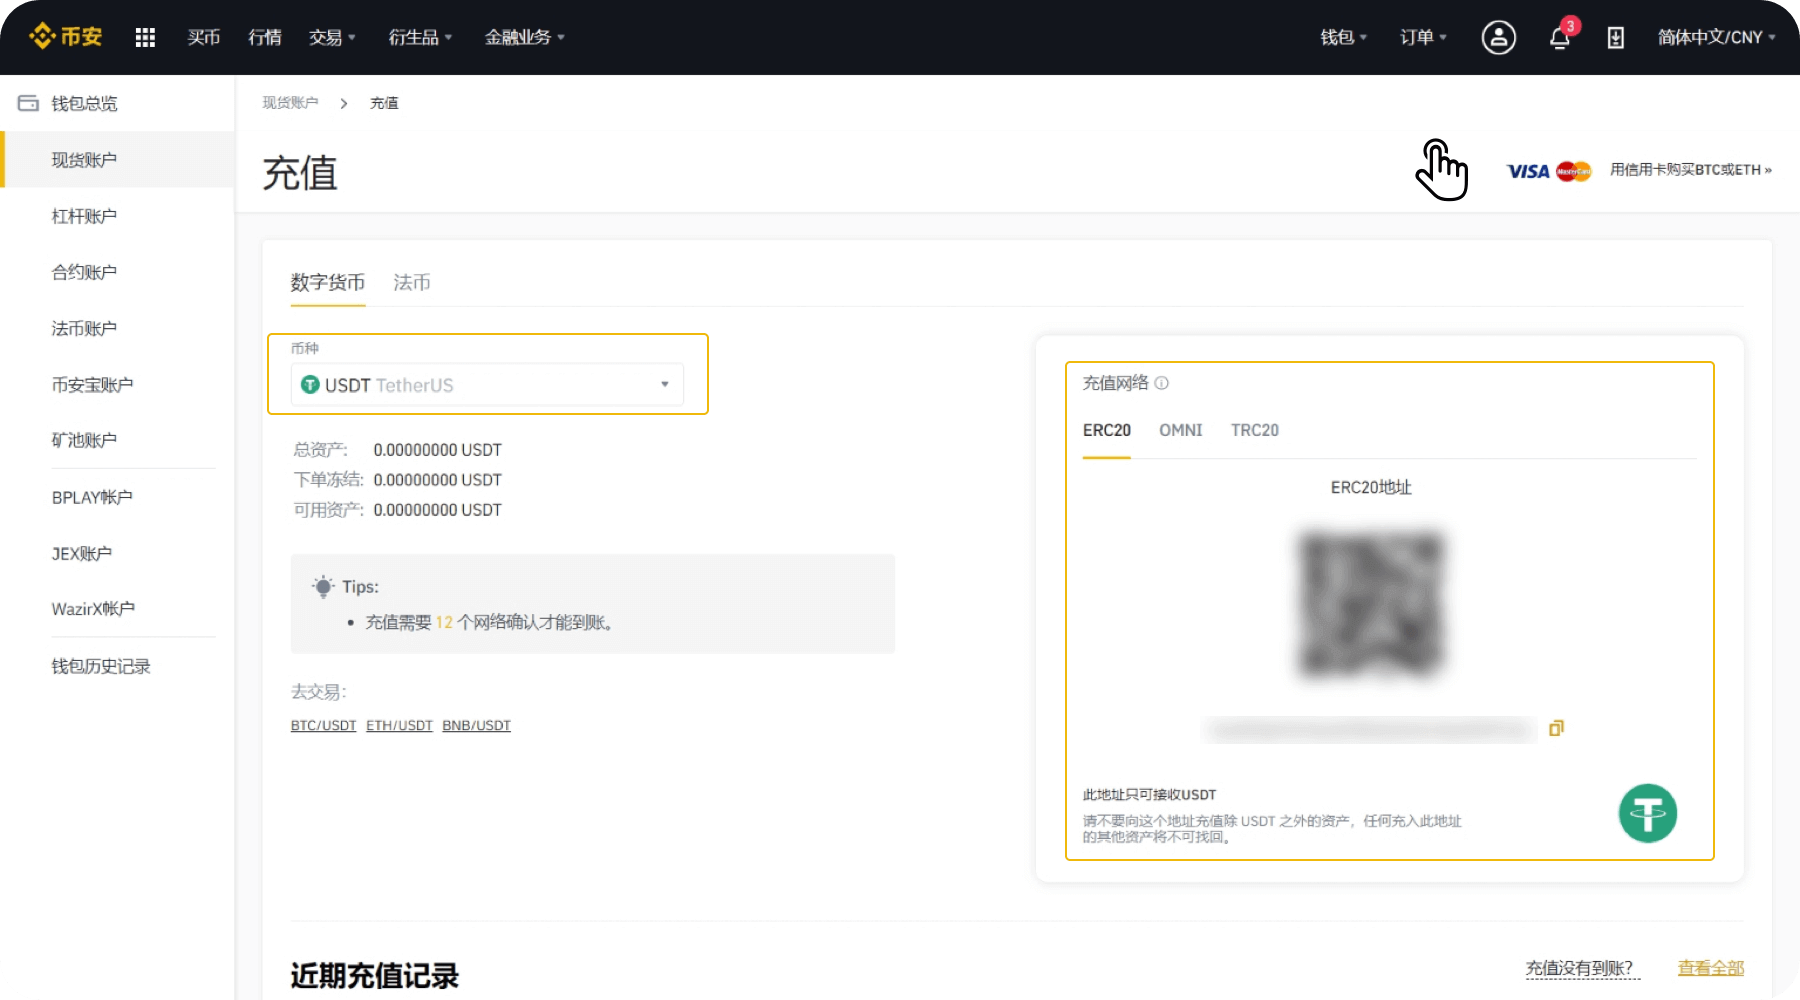 币安
买币
行情
交易
衍生品
金融业务
钱包
订单
3
简体中文/CNY
钱包总览
现货账户
杠杆账户
合约账户
法币账户
币安宝账户
矿池账户
BPLAY帐户
JEX账户
WazirX帐户
钱包历史记录
现货账户 > 充值
充值
VISA
MasterCard
用信用卡购买BTC或ETH »
数字货币
法币
币种
USDT TetherUS
总资产: 0.00000000 USDT
下单冻结: 0.00000000 USDT
可用资产: 0.00000000 USDT
Tips:
• 充值需要 12 个网络确认才能到账。
去交易:
BTC/USDT ETH/USDT BNB/USDT
充值网络
ERC20 OMNI TRC20
ERC20地址
此地址只可接收USDT
请不要向这个地址充值除 USDT 之外的资产，任何充入此地址
的其他资产将不可找回。
近期充值记录
充值没有到账?
查看全部